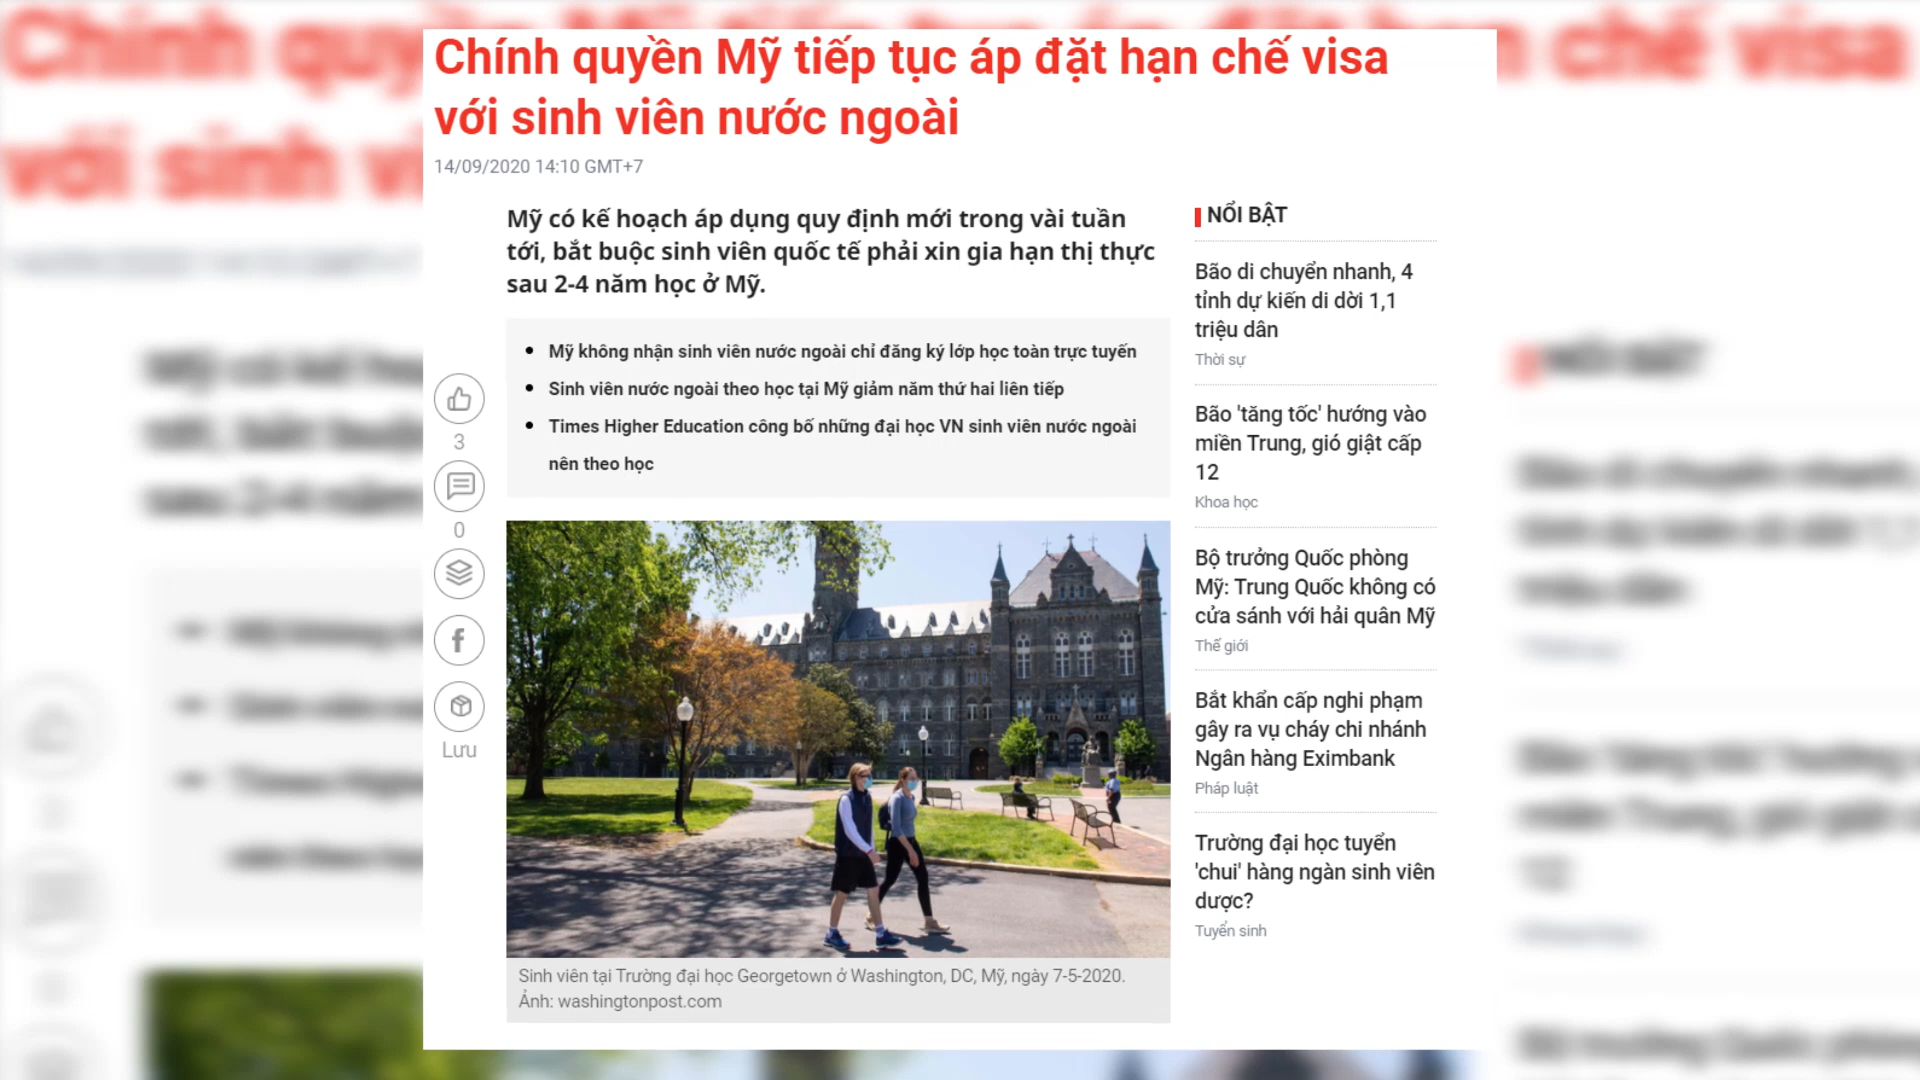 Chính quyền Mỹ tiếp tục áp đặt hạn chế visa
với sinh viên nước ngoài
14/09/2020 14:10 GMT+7
Mỹ có kế hoạch áp dụng quy định mới trong vài tuần
tới, bắt buộc sinh viên quốc tế phải xin gia hạn thị thực
sau 2-4 năm học ở Mỹ.
Mỹ không nhận sinh viên nước ngoài chỉ đăng ký lớp học toàn trực tuyến
Sinh viên nước ngoài theo học tại Mỹ giảm năm thứ hai liên tiếp
Times Higher Education công bố những đại học VN sinh viên nước ngoài
nên theo học
3
0
f
Lưu
Sinh viên tại Trường đại học Georgetown ở Washington, DC, Mỹ, ngày 7-5-2020.
Ảnh: washingtonpost.com
NỔI BẬT
Bão di chuyển nhanh, 4
tỉnh dự kiến di dời 1,1
triệu dân
Thời sự
Bão 'tăng tốc' hướng vào
miền Trung, gió giật cấp
12
Khoa học
Bộ trưởng Quốc phòng
Mỹ: Trung Quốc không có
cửa sánh với hải quân Mỹ
Thế giới
Bắt khẩn cấp nghi phạm
gây ra vụ cháy chi nhánh
Ngân hàng Eximbank
Pháp luật
Trường đại học tuyển
'chui' hàng ngàn sinh viên
dược?
Tuyển sinh